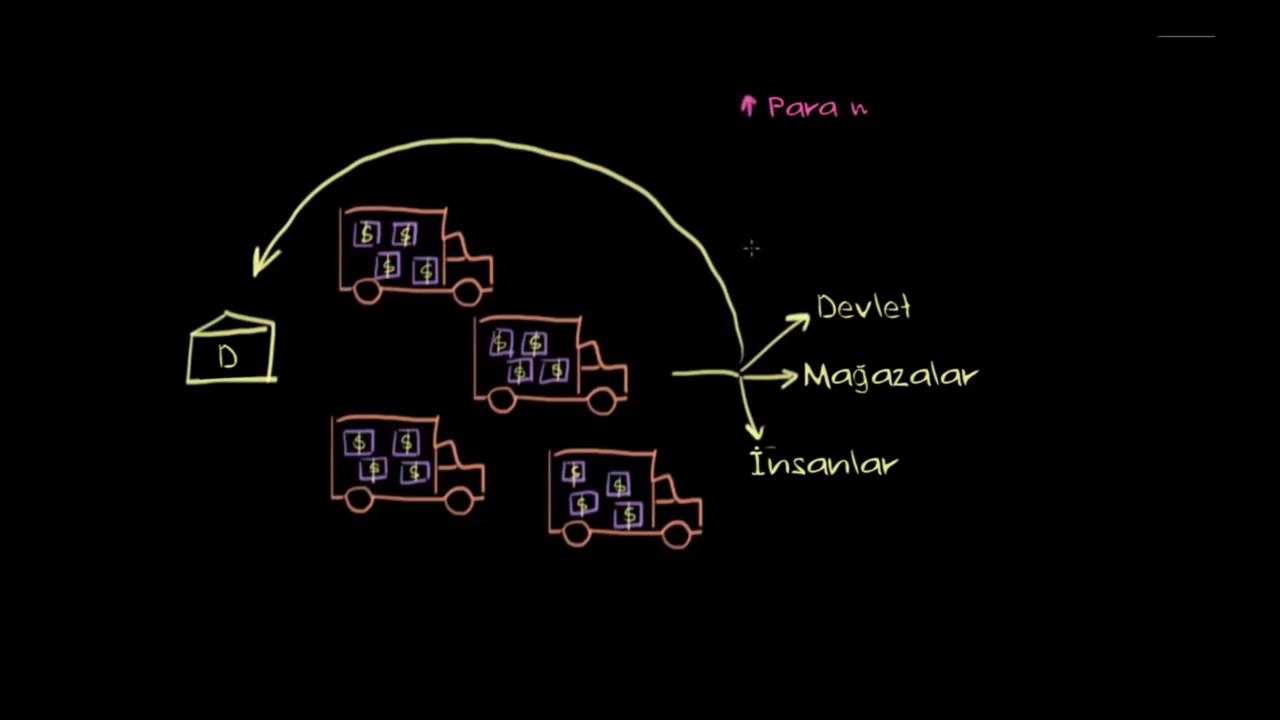 ↑ Para n
$ $
$ $
Devlet
$ $
$ $
D
Mağazalar
$ $
$ $
İnsanlar
$ $
$ $